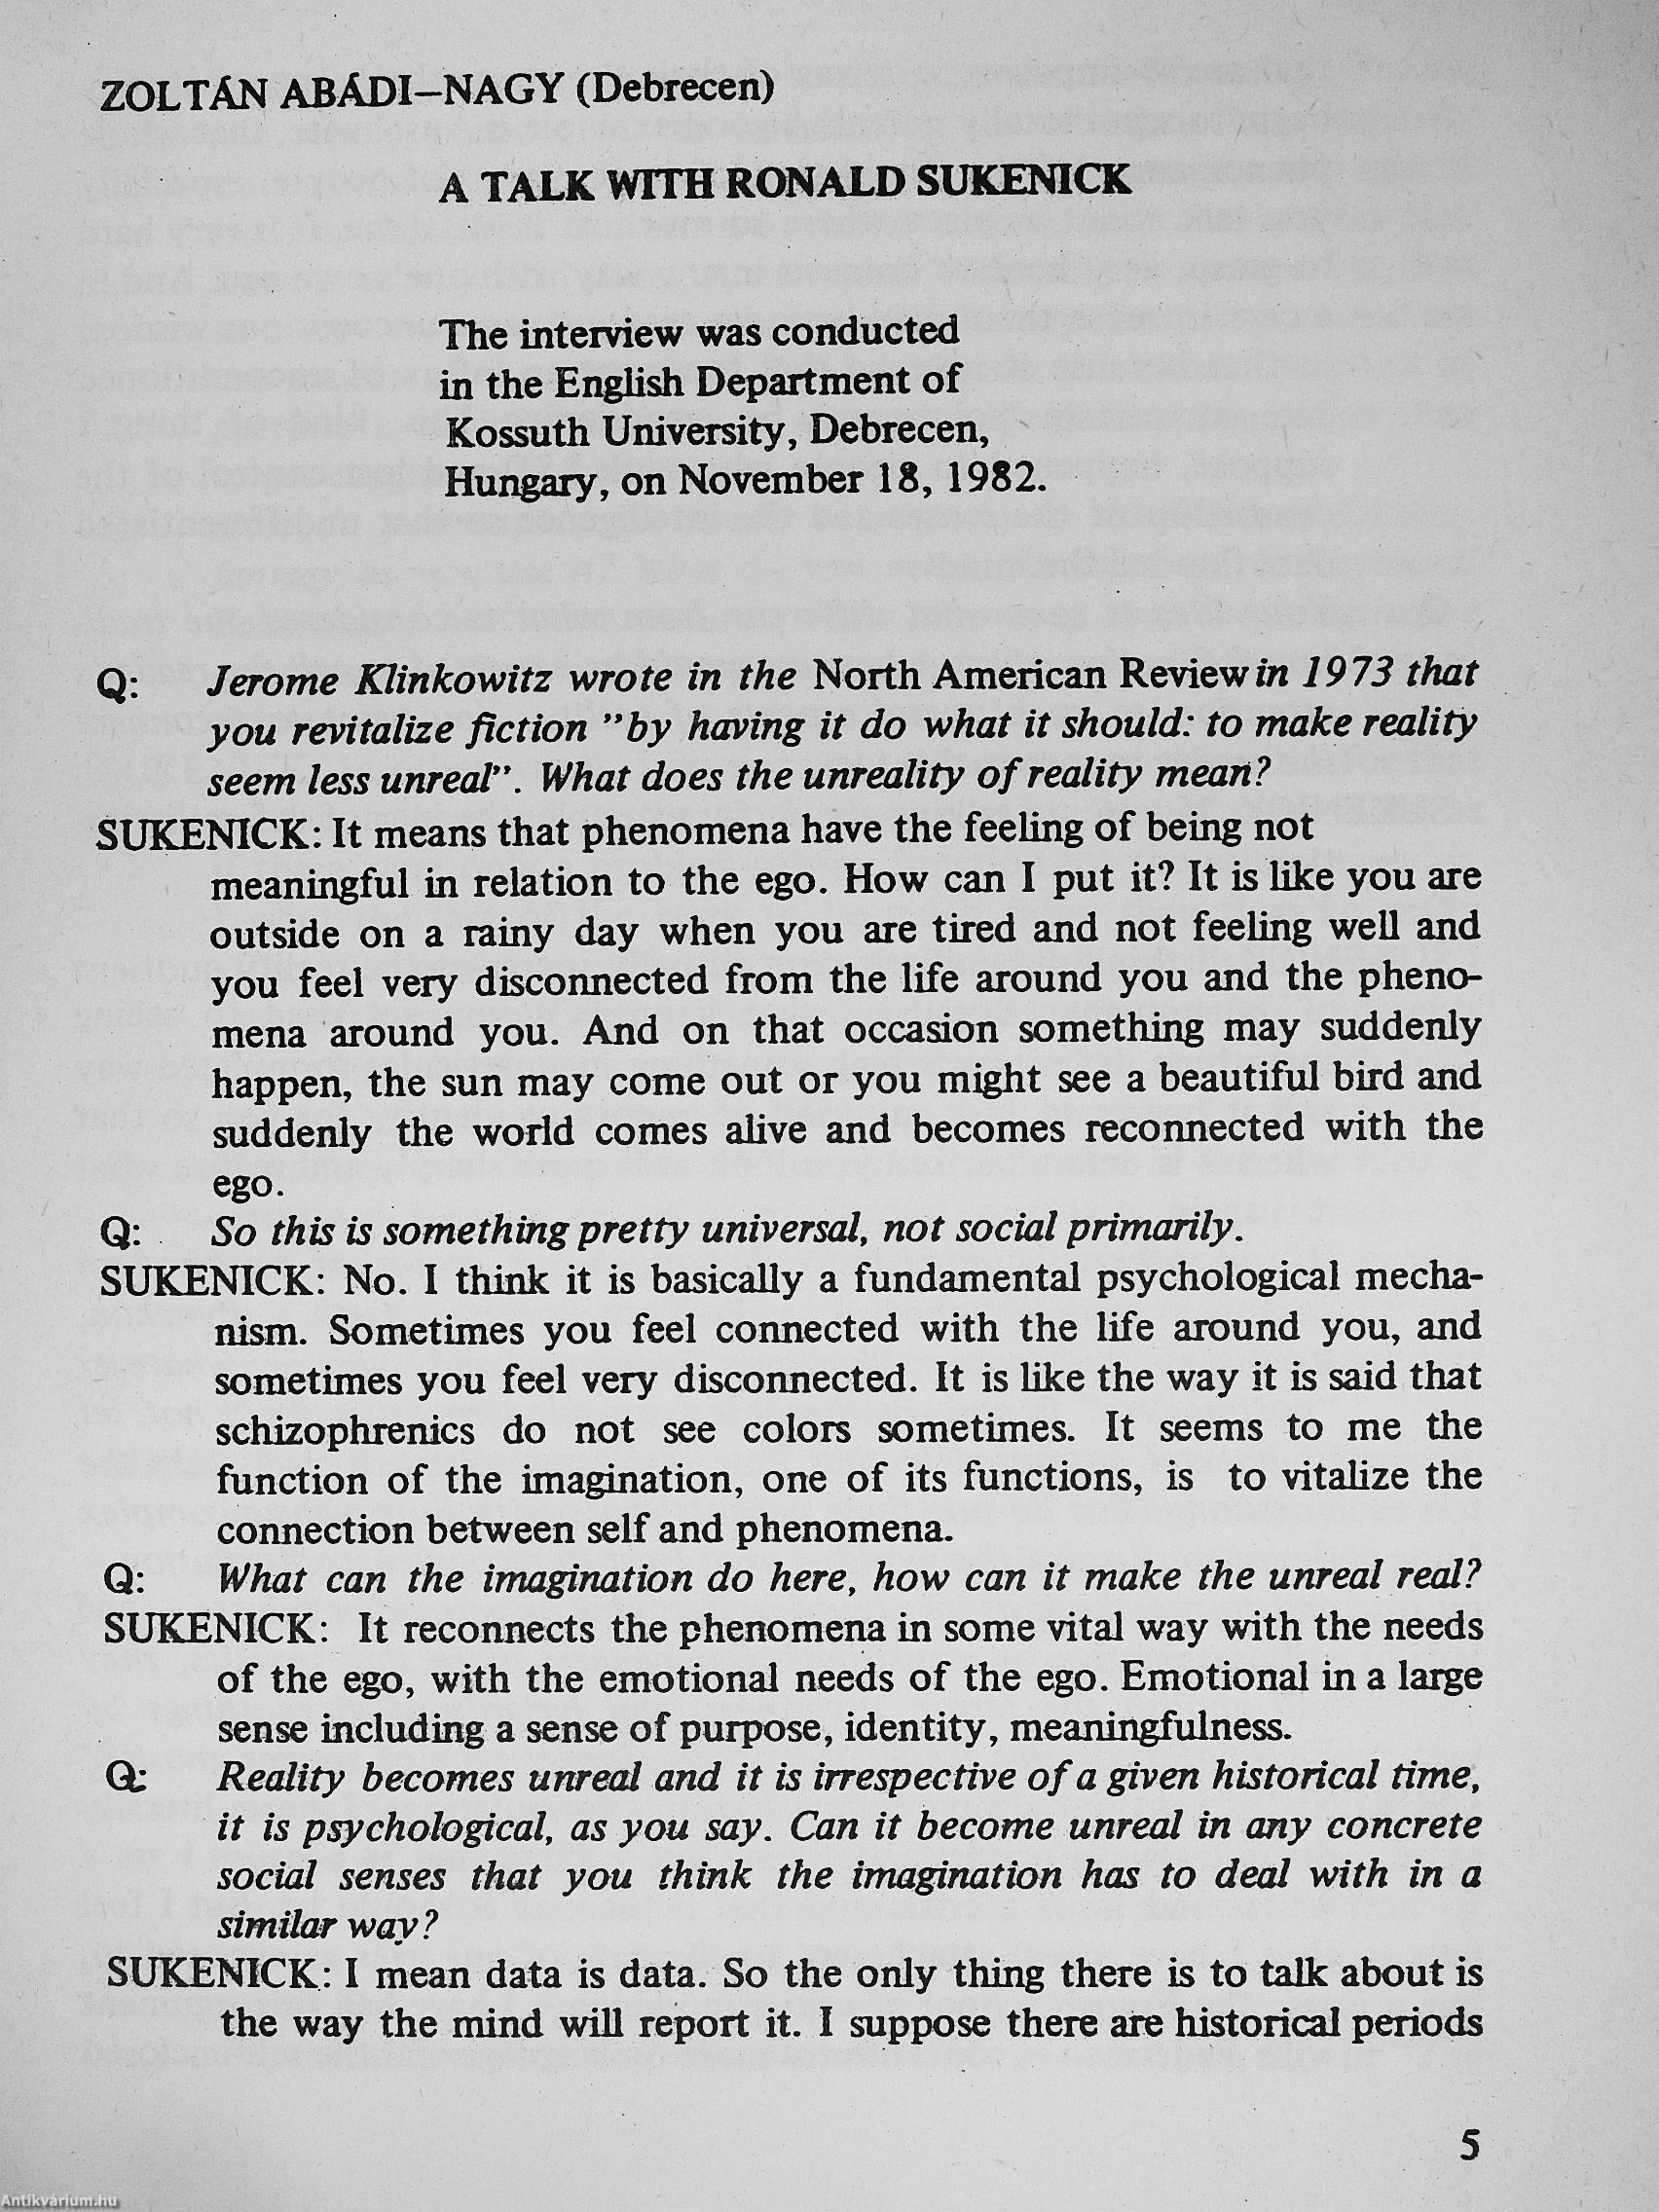 ZOLTÁN ABÁDI–NAGY (Debrecen)
A TALK WITH RONALD SUKENICK
The interview was conducted
in the English Department of
Kossuth University, Debrecen,
Hungary, on November 18, 1982.
Q: Jerome Klinkowitz wrote in the North American Review in 1973 that
you revitalize fiction ”by having it do what it should: to make reality
seem less unreal”. What does the unreality of reality mean?
SUKENICK: It means that phenomena have the feeling of being not
meaningful in relation to the ego. How can I put it? It is like you are
outside on a rainy day when you are tired and not feeling well and
you feel very disconnected from the life around you and the pheno-
mena around you. And on that occasion something may suddenly
happen, the sun may come out or you might see a beautiful bird and
suddenly the world comes alive and becomes reconnected with the
ego.
Q: So this is something pretty universal, not social primarily.
SUKENICK: No. I think it is basically a fundamental psychological mecha-
nism. Sometimes you feel connected with the life around you, and
sometimes you feel very disconnected. It is like the way it is said that
schizophrenics do not see colors sometimes. It seems to me the
function of the imagination, one of its functions, is to vitalize the
connection between self and phenomena.
Q: What can the imagination do here, how can it make the unreal real?
SUKENICK: It reconnects the phenomena in some vital way with the needs
of the ego, with the emotional needs of the ego. Emotional in a large
sense including a sense of purpose, identity, meaningfulness.
Q: Reality becomes unreal and it is irrespective of a given historical time,
it is psychological, as you say. Can it become unreal in any concrete
social senses that you think the imagination has to deal with in a
similar way?
SUKENICK: I mean data is data. So the only thing there is to talk about is
the way the mind will report it. I suppose there are historical periods
5
Antikvárium.hu